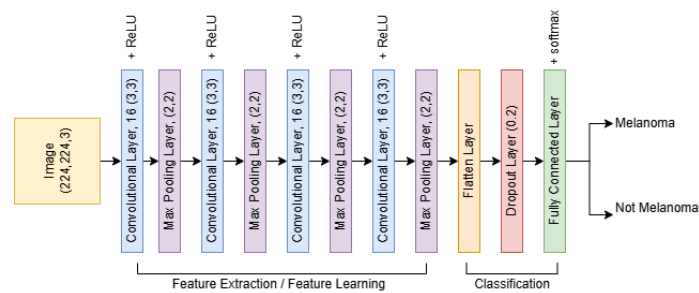 + ReLU
+ ReLU
+ ReLU
+ ReLU
+ softmax
Image
(224,224,3)
Convolutional Layer, 16 (3,3)
Max Pooling Layer, (2,2)
Convolutional Layer, 16 (3,3)
Max Pooling Layer, (2,2)
Convolutional Layer, 16 (3,3)
Max Pooling Layer, (2,2)
Convolutional Layer, 16 (3,3)
Max Pooling Layer, (2,2)
Flatten Layer
Dropout Layer (0.2)
Fully Connected Layer
Melanoma
Not Melanoma
Feature Extraction / Feature Learning
Classification